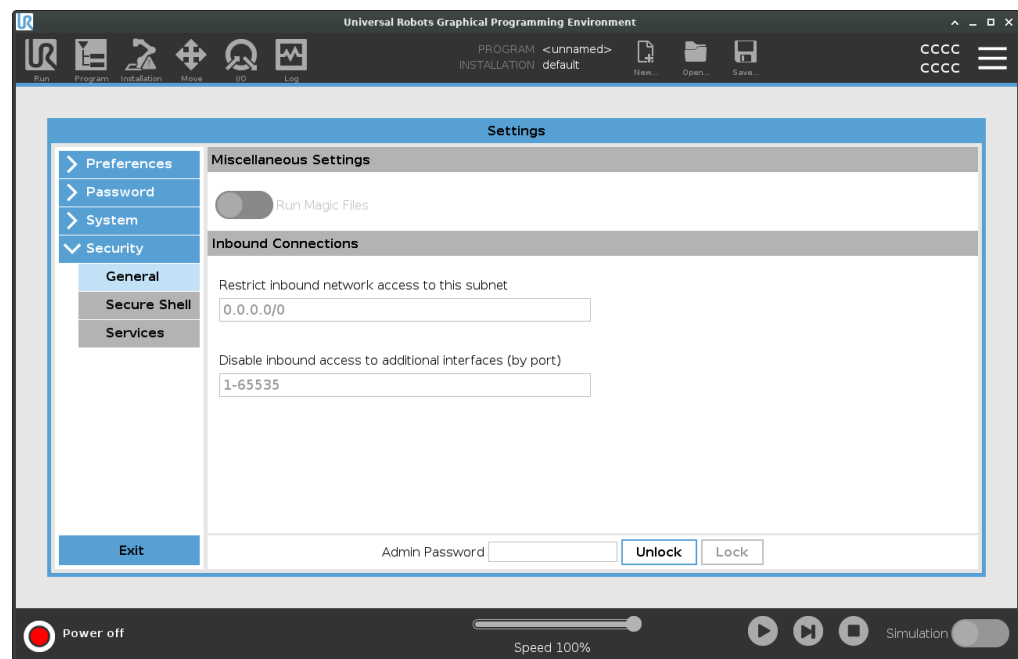 UR
Universal Robots Graphical Programming Environment
UR
Run
Program
Installation
Move
I/O
Log
PROGRAM <unnamed>
INSTALLATION default
New...
Open...
Save...
CCCC
CCCC
Settings
Preferences
Password
System
Security
General
Secure Shell
Services
Exit
Miscellaneous Settings
Run Magic Files
Inbound Connections
Restrict inbound network access to this subnet
0.0.0.0/0
Disable inbound access to additional interfaces (by port)
1-65535
Admin Password
Unlock
Lock
Power off
Speed 100%
Simulation